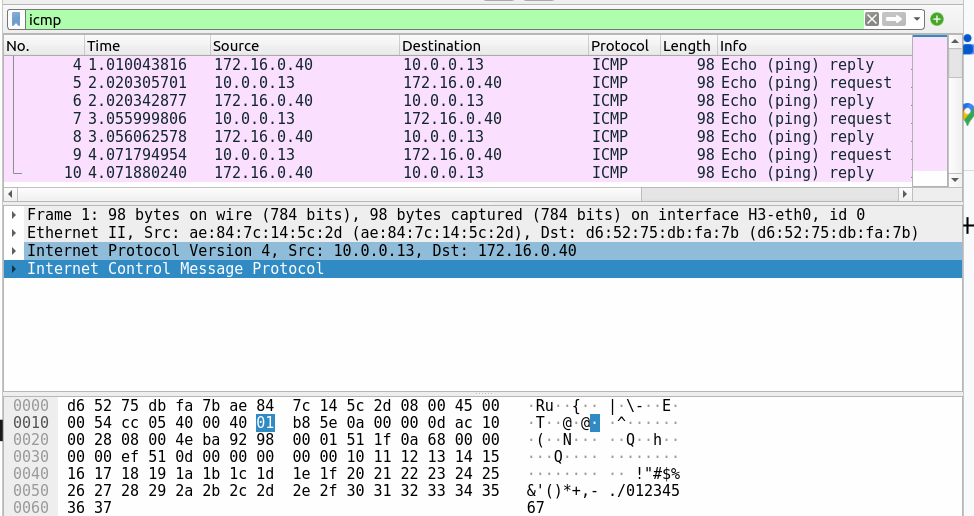 icmp
No. Time Source Destination Protocol Length Info
4 1.010043816 172.16.0.40 10.0.0.13 ICMP 98 Echo (ping) reply
5 2.020305701 10.0.0.13 172.16.0.40 ICMP 98 Echo (ping) request
6 2.020342877 172.16.0.40 10.0.0.13 ICMP 98 Echo (ping) reply
7 3.055999806 10.0.0.13 172.16.0.40 ICMP 98 Echo (ping) request
8 3.056062578 172.16.0.40 10.0.0.13 ICMP 98 Echo (ping) reply
9 4.071794954 10.0.0.13 172.16.0.40 ICMP 98 Echo (ping) request
10 4.071880240 172.16.0.40 10.0.0.13 ICMP 98 Echo (ping) reply
Frame 1: 98 bytes on wire (784 bits), 98 bytes captured (784 bits) on interface H3-eth0, id 0
Ethernet II, Src: ae:84:7c:14:5c:2d (ae:84:7c:14:5c:2d), Dst: d6:52:75:db:fa:7b (d6:52:75:db:fa:7b)
Internet Protocol Version 4, Src: 10.0.0.13, Dst: 172.16.0.40
Internet Control Message Protocol
0000 d6 52 75 db fa 7b ae 84 7c 14 5c 2d 08 00 45 00 ·Ru··{·· |·\-··E·
0010 00 54 cc 05 40 00 40 01 b8 5e 0a 00 00 0d ac 10 ·T··@·@· ·^······
0020 00 28 08 00 4e ba 92 98 00 01 51 1f 0a 68 00 00 ·(··N··· ··Q··h··
0030 00 00 ef 51 0d 00 00 00 00 00 10 11 12 13 14 15 ···Q···· ········
0040 16 17 18 19 1a 1b 1c 1d 1e 1f 20 21 22 23 24 25 ········ ·· !"#$%
0050 26 27 28 29 2a 2b 2c 2d 2e 2f 30 31 32 33 34 35 &'()*+,- ./012345
0060 36 37 67